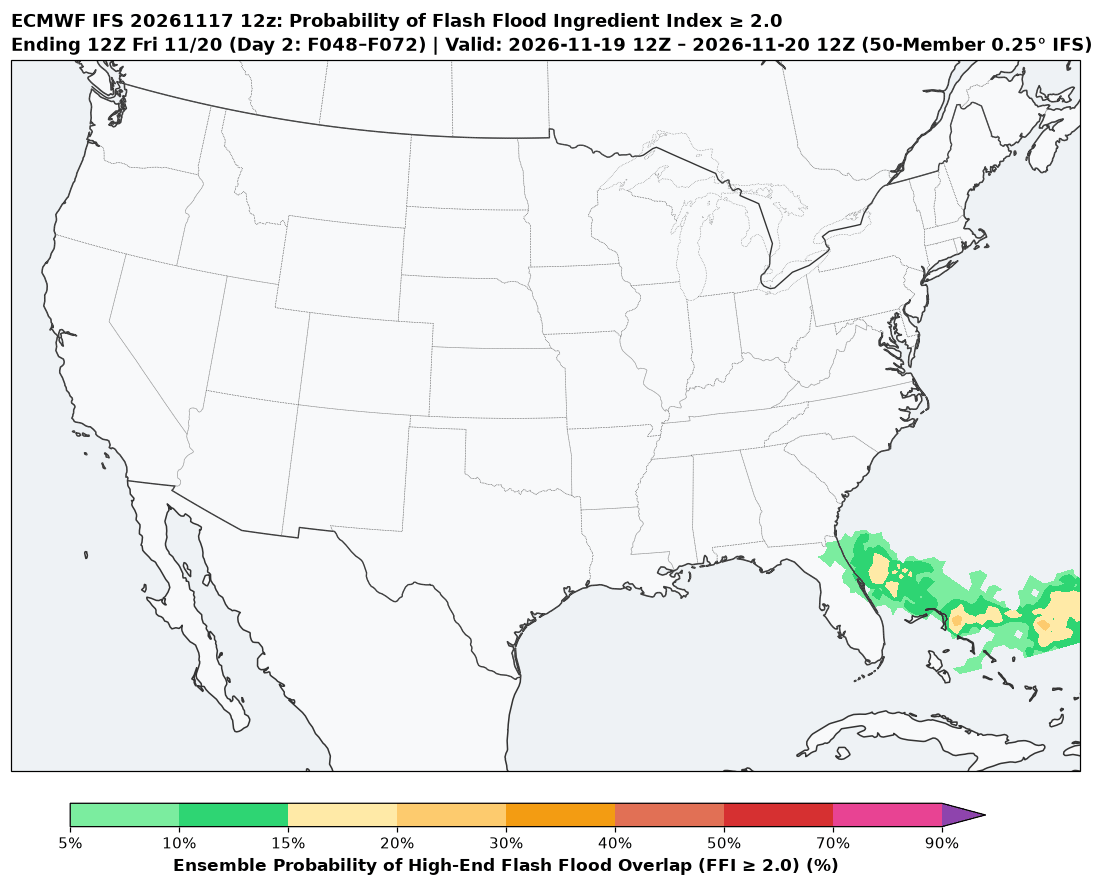 ECMWF IFS 20261117 12z: Probability of Flash Flood Ingredient Index ≥ 2.0
Ending 12Z Fri 11/20 (Day 2: F048–F072) | Valid: 2026-11-19 12Z – 2026-11-20 12Z (50-Member 0.25° IFS)
5% 10% 15% 20% 30% 40% 50% 70% 90%
Ensemble Probability of High-End Flash Flood Overlap (FFI ≥ 2.0) (%)